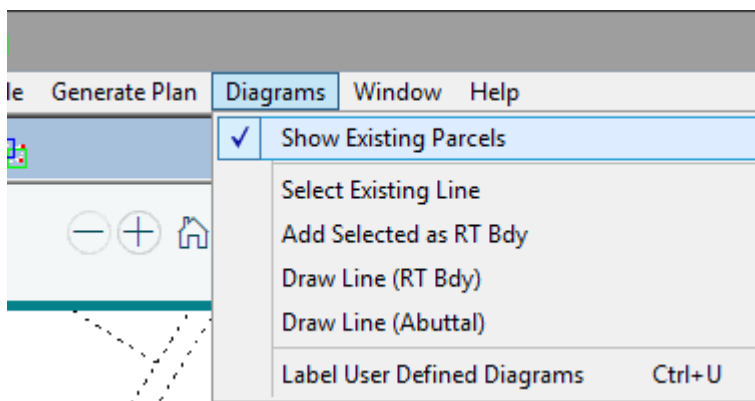 le Generate Plan Diagrams Window Help
Show Existing Parcels
Select Existing Line
Add Selected as RT Bdy
Draw Line (RT Bdy)
Draw Line (Abuttal)
Label User Defined Diagrams Ctrl+U